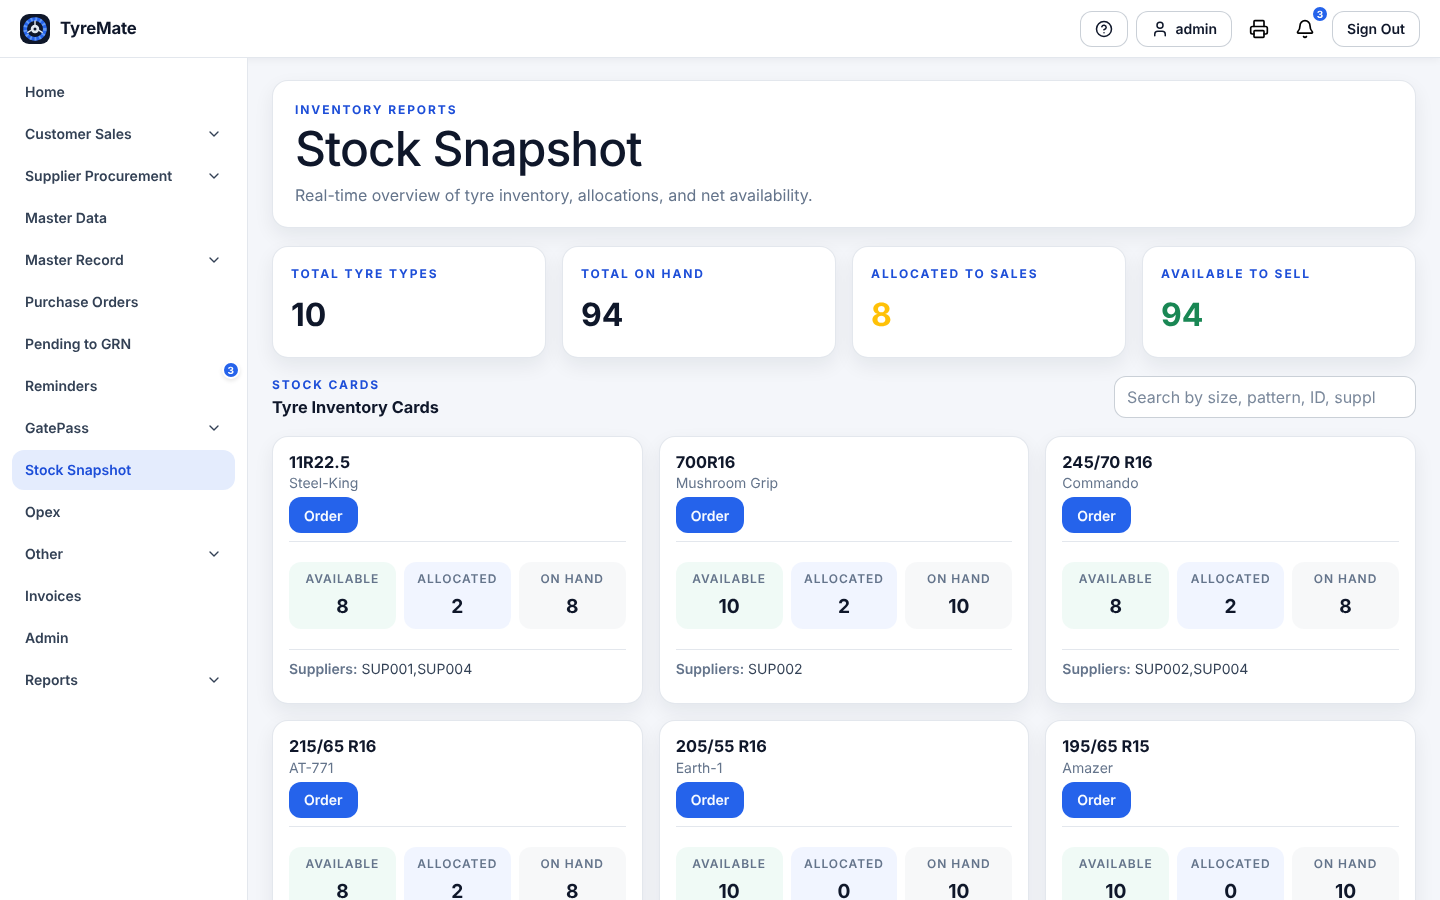 TyreMate
admin
3
Sign Out
Home
Customer Sales
Supplier Procurement
Master Data
Master Record
Purchase Orders
Pending to GRN
Reminders
3
GatePass
Stock Snapshot
Opex
Other
Invoices
Admin
Reports
INVENTORY REPORTS
Stock Snapshot
Real-time overview of tyre inventory, allocations, and net availability.
TOTAL TYRE TYPES
10
TOTAL ON HAND
94
ALLOCATED TO SALES
8
AVAILABLE TO SELL
94
STOCK CARDS
Tyre Inventory Cards
Search by size, pattern, ID, suppl
11R22.5
Steel-King
Order
AVAILABLE ALLOCATED ON HAND
8 2 8
Suppliers: SUP001,SUP004
700R16
Mushroom Grip
Order
AVAILABLE ALLOCATED ON HAND
10 2 10
Suppliers: SUP002
245/70 R16
Commando
Order
AVAILABLE ALLOCATED ON HAND
8 2 8
Suppliers: SUP002,SUP004
215/65 R16
AT-771
Order
AVAILABLE ALLOCATED ON HAND
8 2 8
205/55 R16
Earth-1
Order
AVAILABLE ALLOCATED ON HAND
10 0 10
195/65 R15
Amazer
Order
AVAILABLE ALLOCATED ON HAND
10 0 10